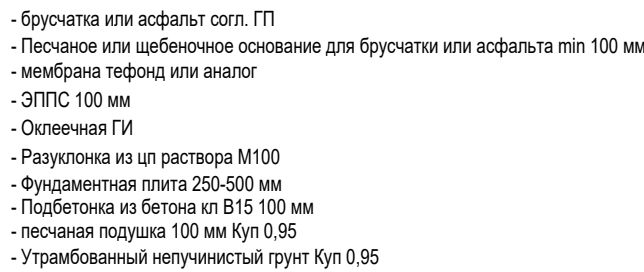 - брусчатка или асфальт согл. ГП
- Песчаное или щебеночное основание для брусчатки или асфальта min 100 мм
- мембрана тефонд или аналог
- ЭППС 100 мм
- Оклеечная ГИ
- Разуклонка из цп раствора М100
- Фундаментная плита 250-500 мм
- Подбетонка из бетона кл В15 100 мм
- песчаная подушка 100 мм Куп 0,95
- Утрамбованный непучинистый грунт Куп 0,95